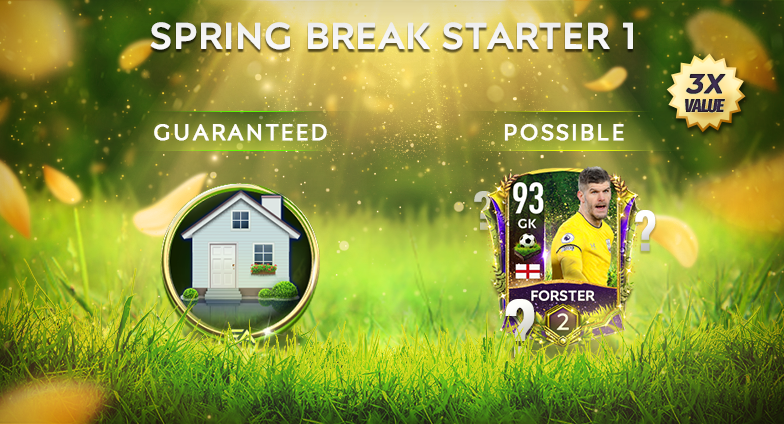 SPRING BREAK STARTER 1
3X
VALUE
GUARANTEED
POSSIBLE
93
GK
?
?
FORSTER
?
2